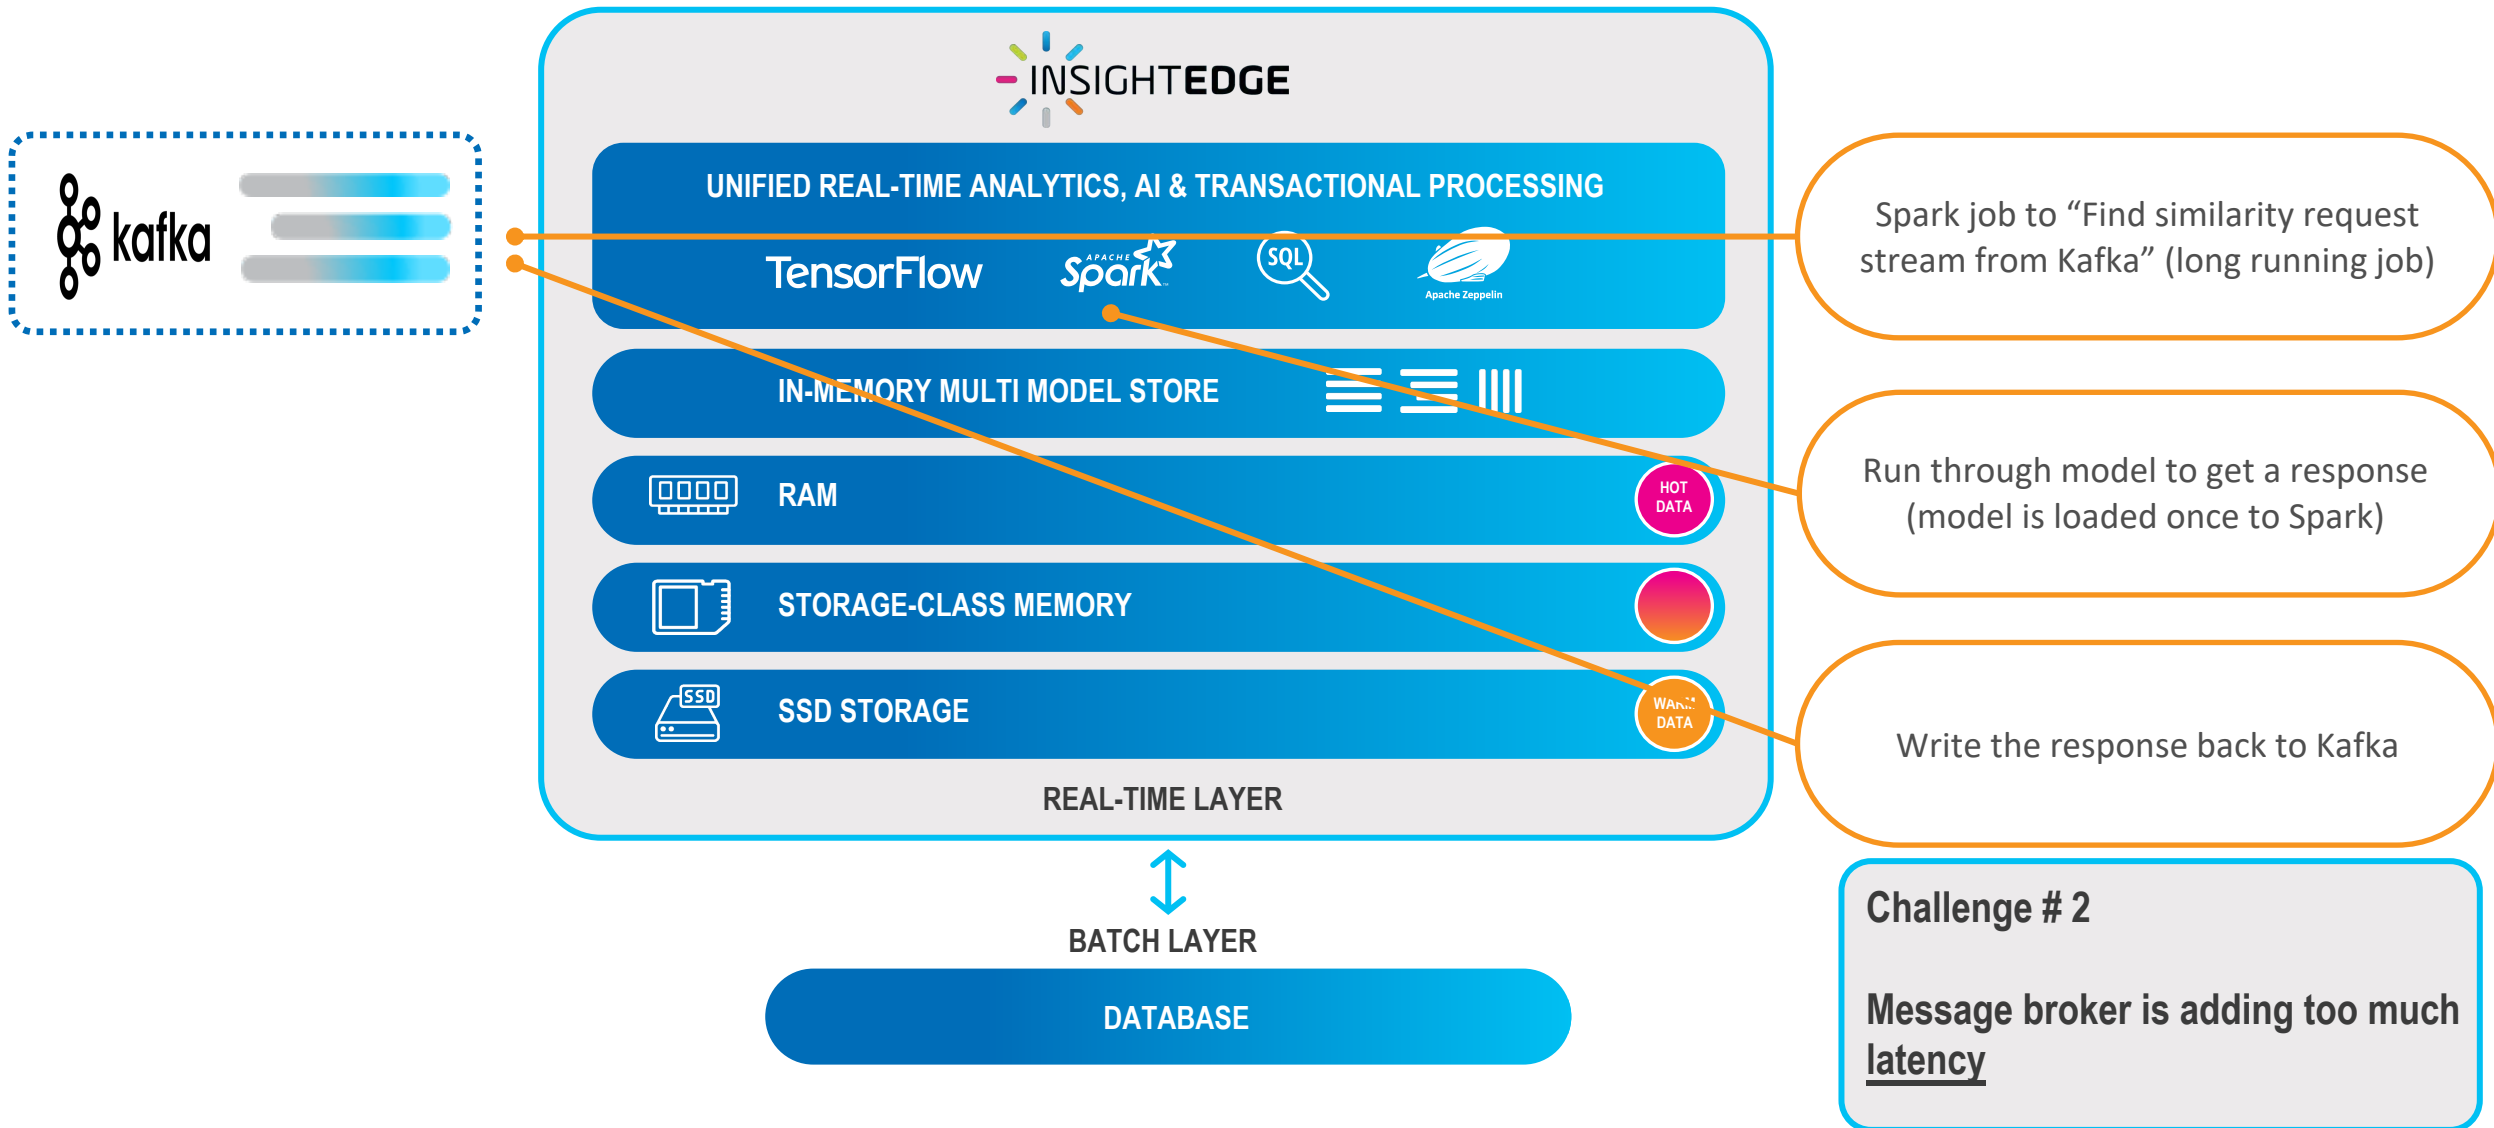 INSIGHTEDGE
kafka
UNIFIED REAL-TIME ANALYTICS, AI & TRANSACTIONAL PROCESSING
TensorFlow
APACHE
Spark
SQL
Apache Zeppelin
IN-MEMORY MULTI MODEL STORE
RAM
HOT
DATA
STORAGE-CLASS MEMORY
SSD
SSD STORAGE
WARM
DATA
REAL-TIME LAYER
BATCH LAYER
DATABASE
Spark job to “Find similarity request
stream from Kafka” (long running job)
Run through model to get a response
(model is loaded once to Spark)
Write the response back to Kafka
Challenge # 2
Message broker is adding too much
latency